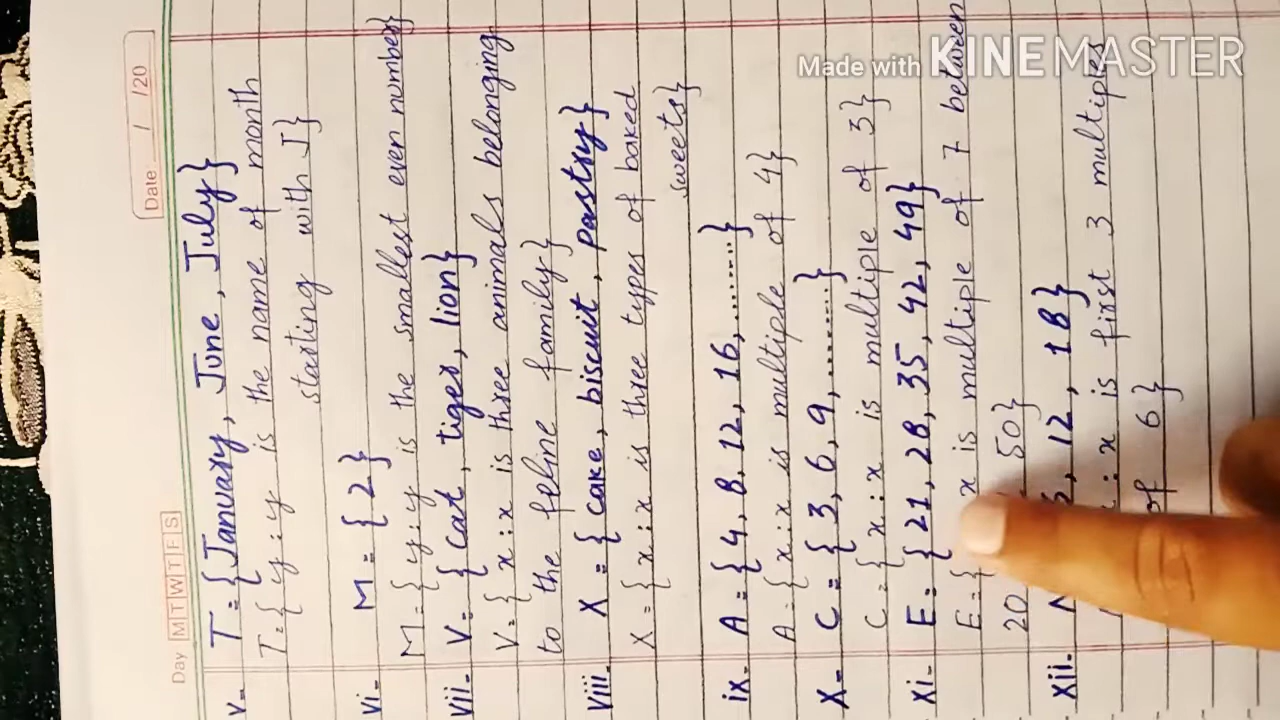 Made with KINEMASTER
Day M T W T F S
Date: / /20
v- T = {January, June, July}
T = { y : y is the name of month
starting with J}
vi- M = { 2 }
M = { y : y is the smallest even number}
vii- V = { cat, tiger, lion}
V = { x : x is three animals belonging
to the feline family}
viii- X = { cake, biscuit, pastry}
X = { x : x is three types of baked
sweets}
ix- A = { 4, 8, 12, 16, .......}
A = { x : x is multiple of 4}
X- C = { 3, 6, 9, ........}
C = { x : x is multiple of 3}
xi- E = { 21, 28, 35, 42, 49}
E = { x is multiple of 7 between
20 50}
xii- , 12, 18}
: x is first 3 multiples
of 6}